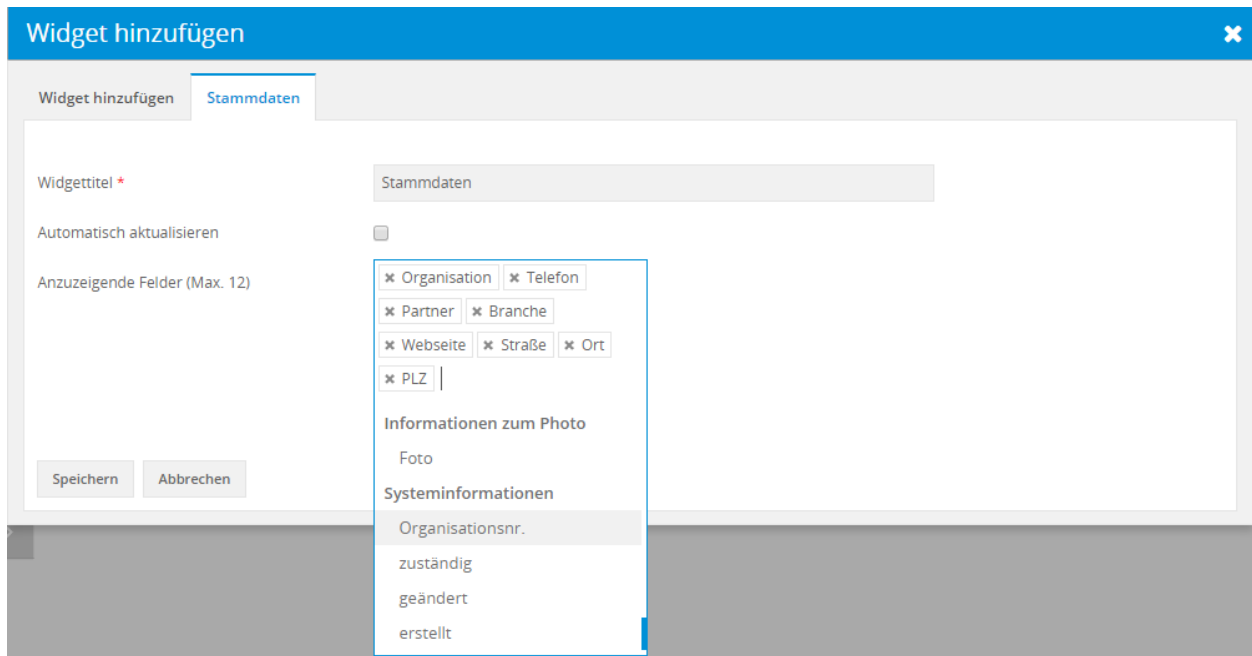 Widget hinzufügen
Widget hinzufügen Stammdaten
Widgettitel * Stammdaten
Automatisch aktualisieren
Anzuzeigende Felder (Max. 12)
Organisation Telefon
Partner Branche
Webseite Straße Ort
PLZ
Informationen zum Photo
Foto
Systeminformationen
Organisationsnr.
zuständig
geändert
erstellt
Speichern Abbrechen